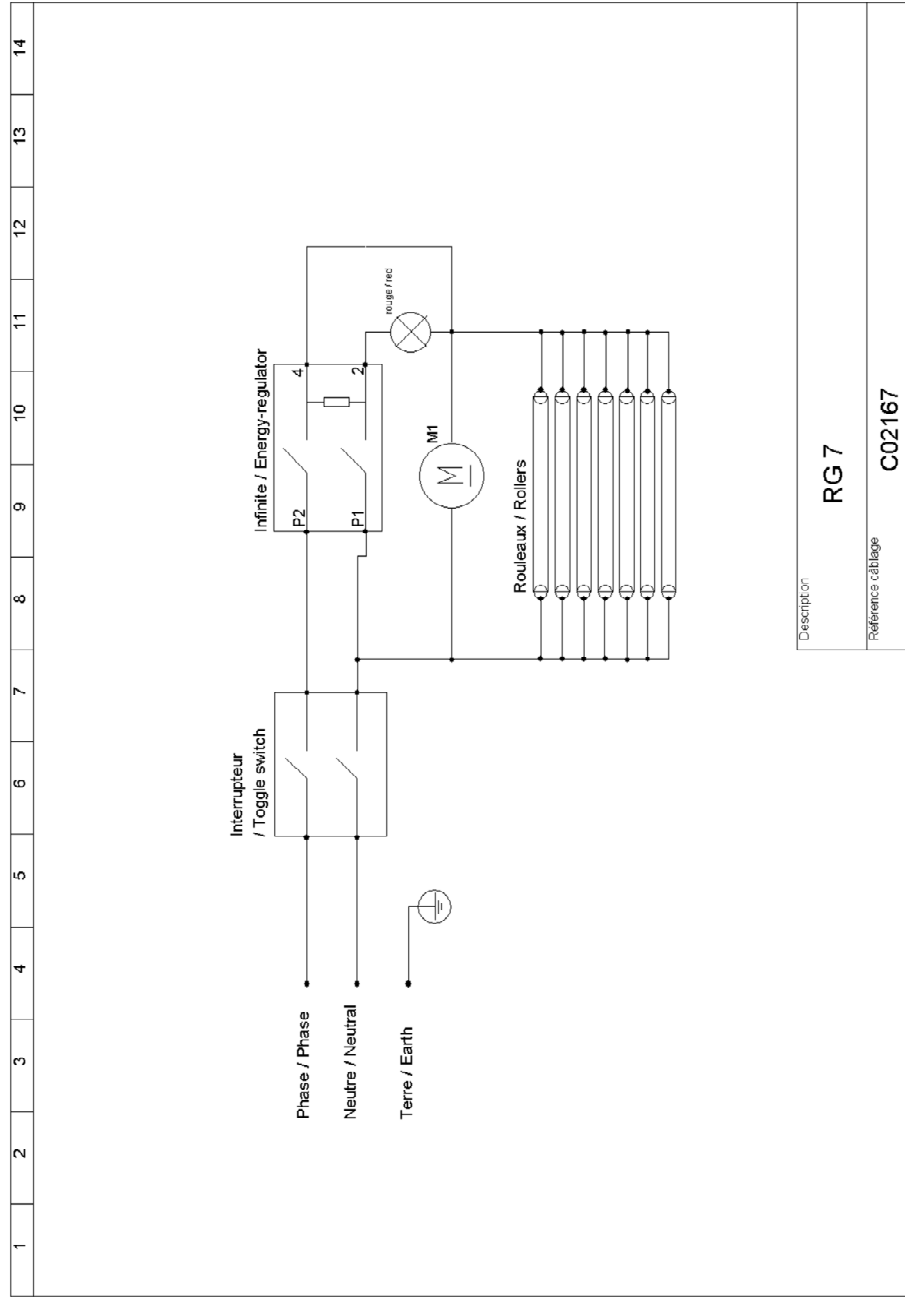 1 2 3 4 5 6 7 8 9 10 11 12 13 14
Infinite / Energy-regulator
P2
4
P1
2
rouge / red
Interrupteur
/ Toggle switch
M1
M
Phase / Phase
Neutre / Neutral
Terre / Earth
Rouleaux / Rollers
Description
RG 7
Référence câblage
C02167